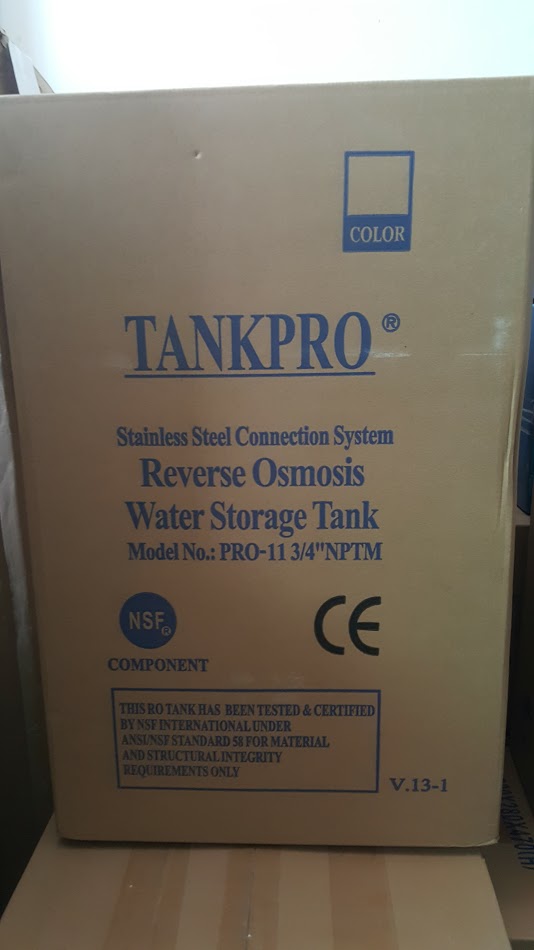 COLOR
TANKPRO®
Stainless Steel Connection System
Reverse Osmosis
Water Storage Tank
Model No.: PRO-11 3/4"NPTM
NSF®
CE
COMPONENT
THIS RO TANK HAS BEEN TESTED & CERTIFIED
BY NSF INTERNATIONAL UNDER
ANSI/NSF STANDARD 58 FOR MATERIAL
AND STRUCTURAL INTEGRITY
REQUIREMENTS ONLY
V.13-1